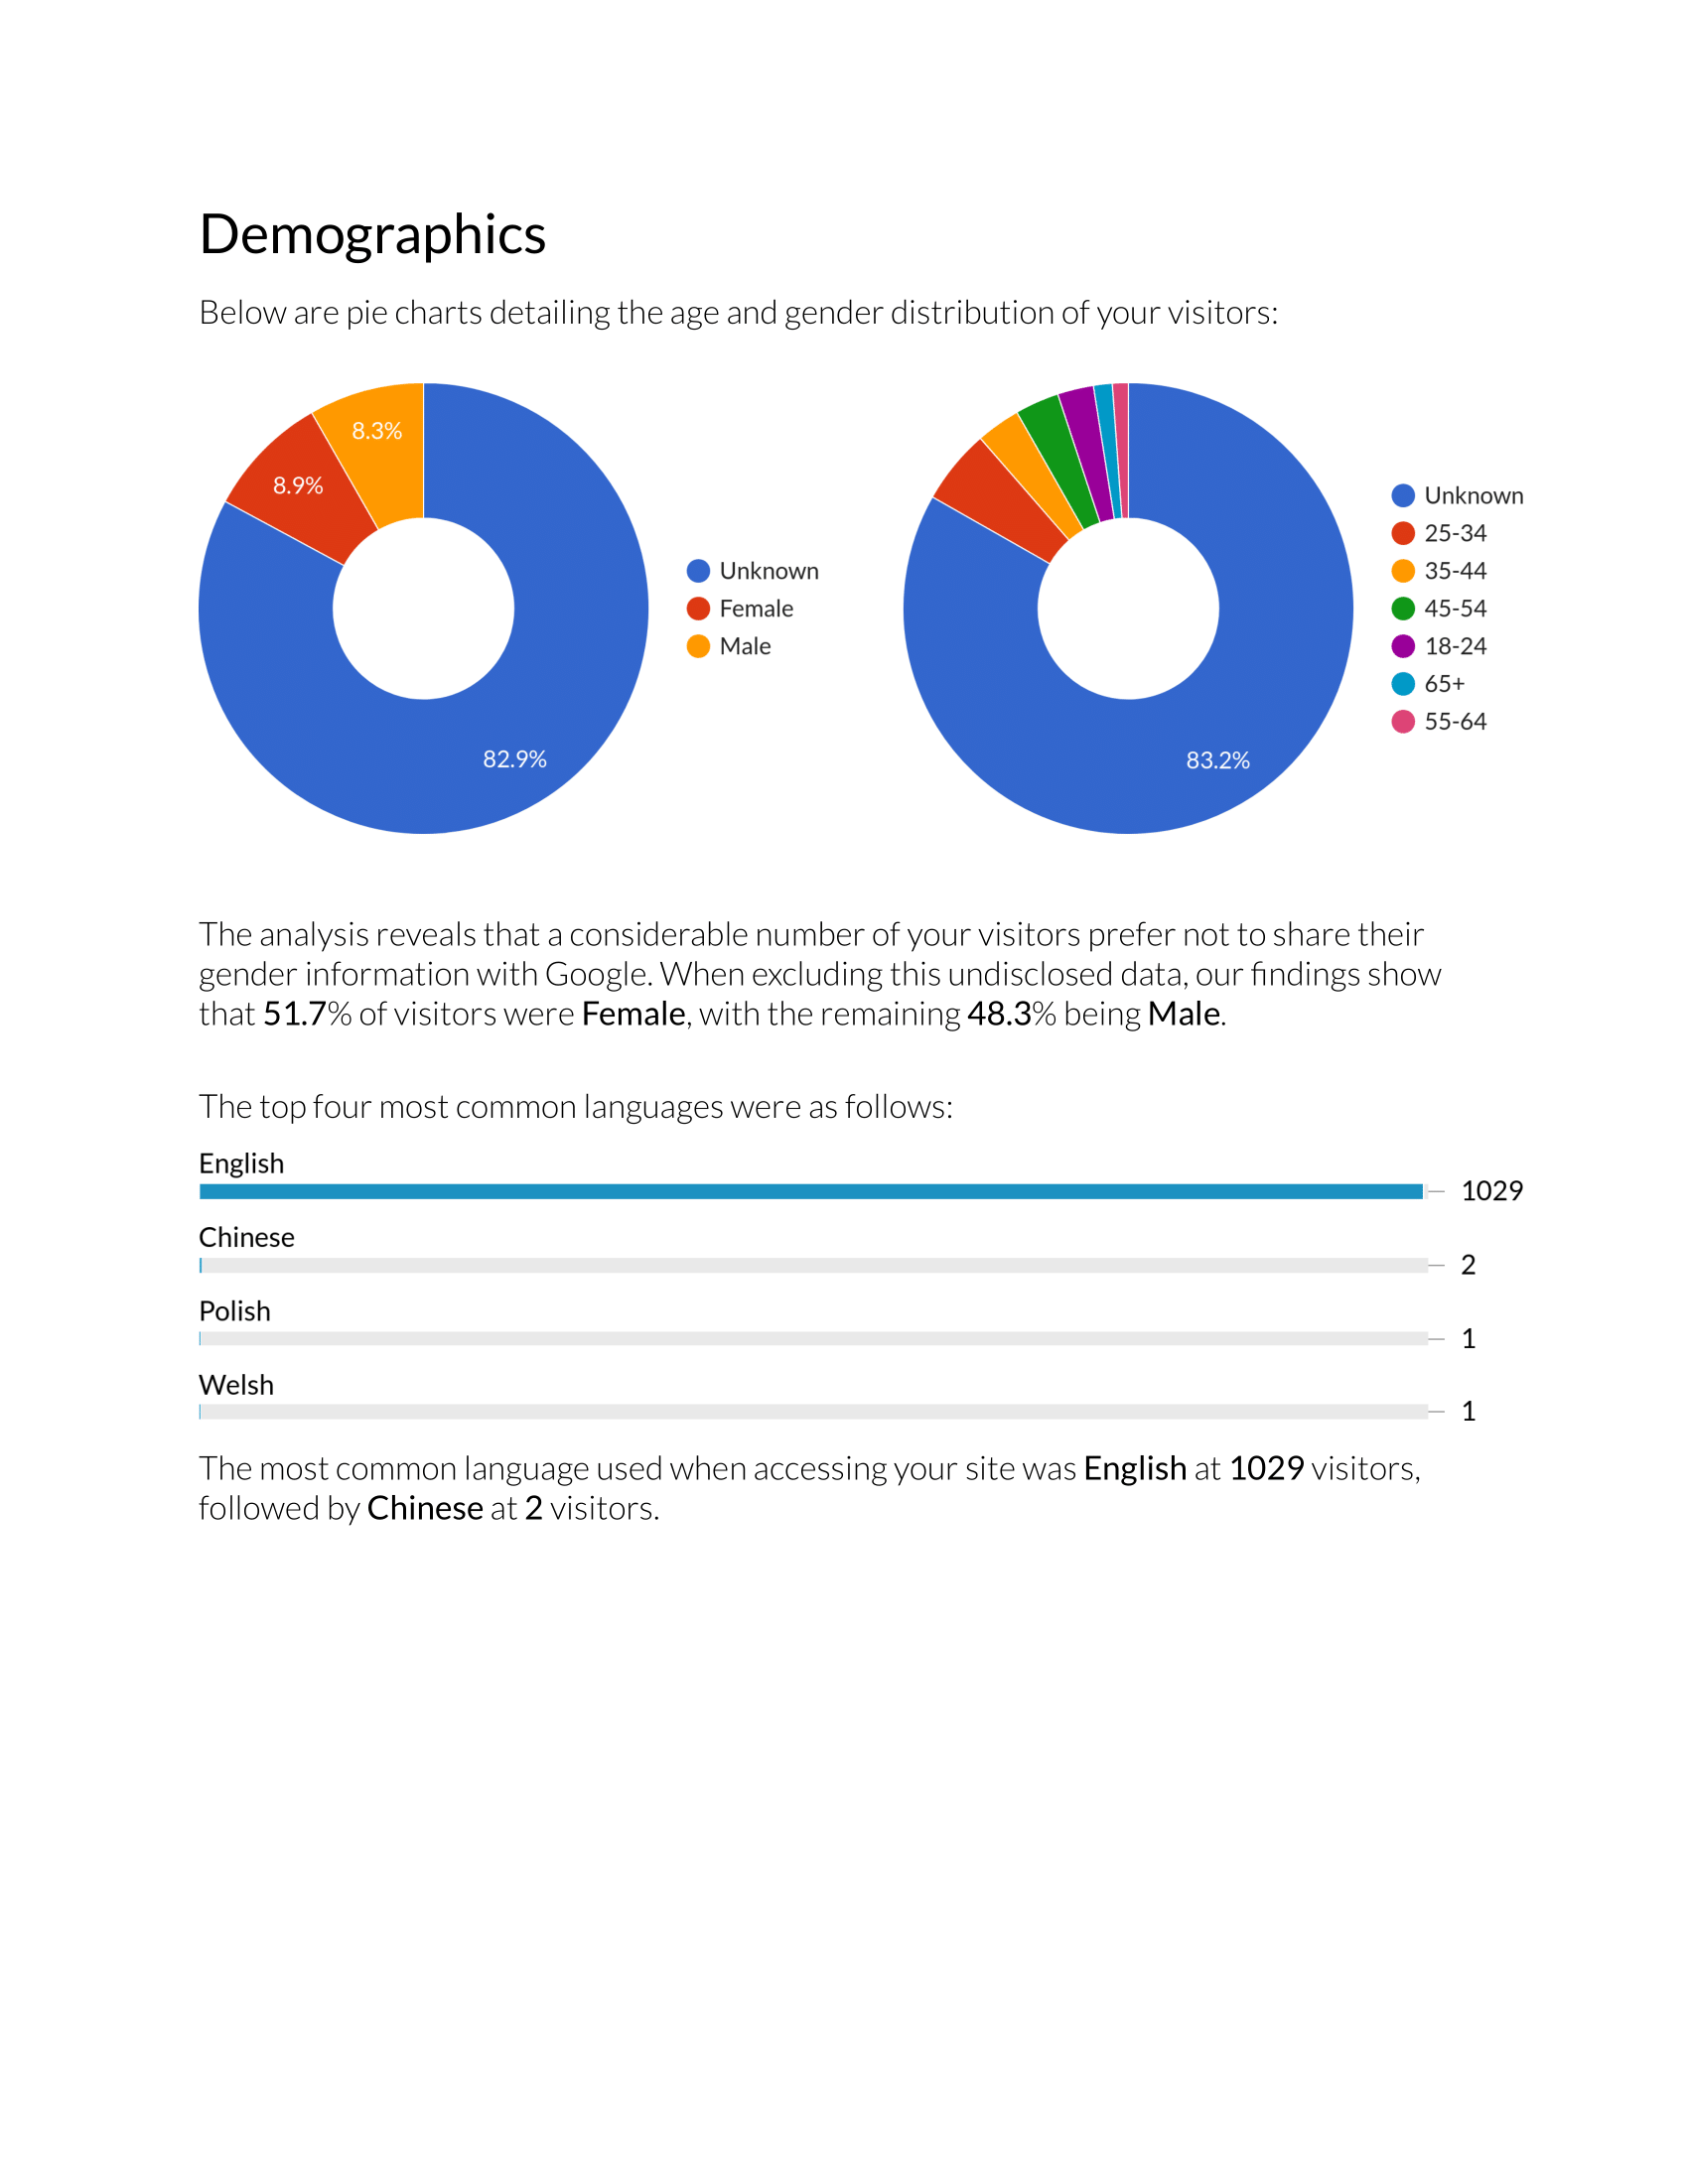 Demographics
Below are pie charts detailing the age and gender distribution of your visitors:
8.3%
8.9%
82.9%
Unknown
Female
Male
83.2%
Unknown
25-34
35-44
45-54
18-24
65+
55-64
The analysis reveals that a considerable number of your visitors prefer not to share their
gender information with Google. When excluding this undisclosed data, our findings show
that 51.7% of visitors were Female, with the remaining 48.3% being Male.
The top four most common languages were as follows:
English
1029
Chinese
2
Polish
1
Welsh
1
The most common language used when accessing your site was English at 1029 visitors,
followed by Chinese at 2 visitors.